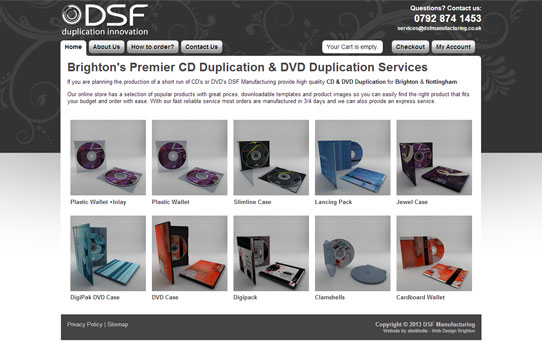 DSF
duplication innovation
Questions? Contact us:
0792 874 1453
services@dsfmanufacturing.co.uk
Home
About Us
How to order?
Contact Us
Your Cart is empty
Checkout
My Account
Brighton's Premier CD Duplication & DVD Duplication Services
If you are planning the production of a short run of CD's or DVD's DSF Manufacturing provide high quality CD & DVD Duplication for Brighton & Nottingham
Our online store has a selection of popular products with great prices, downloadable templates and product images so you can easily find the right product that fits
your budget and order with ease. With our fast reliable service most orders are manufactured in 3/4 days and we can also provide an express service.
Plastic Wallet +Inlay
Plastic Wallet
Slimline Case
Lancing Pack
Jewel Case
DigiPak DVD Case
DVD Case
Digipack
Clamshells
Cardboard Wallet
Privacy Policy | Sitemap
Copyright © 2013 DSF Manufacturing
Website by abeMedia - Web Design Brighton